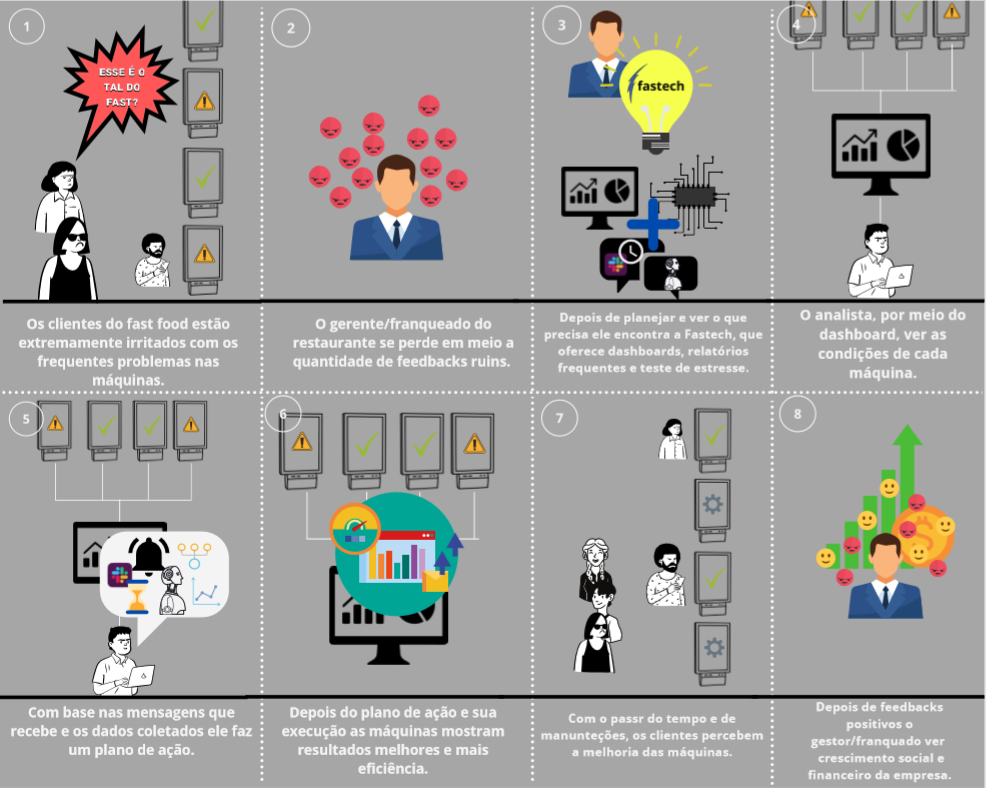 1
ESSE É O
TAL DO
FAST?
Os clientes do fast food estão
extremamente irritados com os
frequentes problemas nas
máquinas.
2
O gerente/franqueado do
restaurante se perde em meio a
quantidade de feedbacks ruins.
3
fastech
Depois de planejar e ver o que
precisa ele encontra a Fastech, que
oferece dashboards, relatórios
frequentes e teste de estresse.
4
O analista, por meio do
dashboard, ver as
condições de cada
máquina.
5
Com base nas mensagens que
recebe e os dados coletados ele faz
um plano de ação.
6
Depois do plano de ação e sua
execução as máquinas mostram
resultados melhores e mais
eficiência.
7
Com o passr do tempo e de
manunteções, os clientes percebem
a melhoria das máquinas.
8
Depois de feedbacks
positivos o
gestor/franquado ver
crescimento social e
financeiro da empresa.